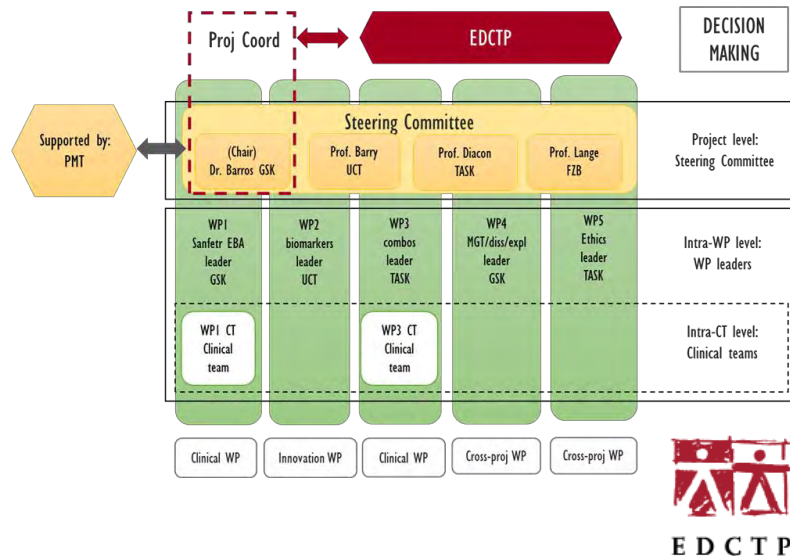 Proj Coord
EDCTP
DECISION
MAKING
Steering Committee
Supported by:
PMT
(Chair)
Dr. Barros GSK
Prof. Barry
UCT
Prof. Diacon
TASK
Prof. Lange
FZB
Project level:
Steering Committee
WP1
Sanfetr EBA
leader
GSK
WP2
biomarkers
leader
UCT
WP3
combos
leader
TASK
WP4
MGT/diss/expl
leader
GSK
WP5
Ethics
leader
TASK
Intra-WP level:
WP leaders
WP1 CT
Clinical
team
WP3 CT
Clinical
team
Intra-CT level:
Clinical teams
Clinical WP
Innovation WP
Clinical WP
Cross-proj WP
Cross-proj WP
EDCTP